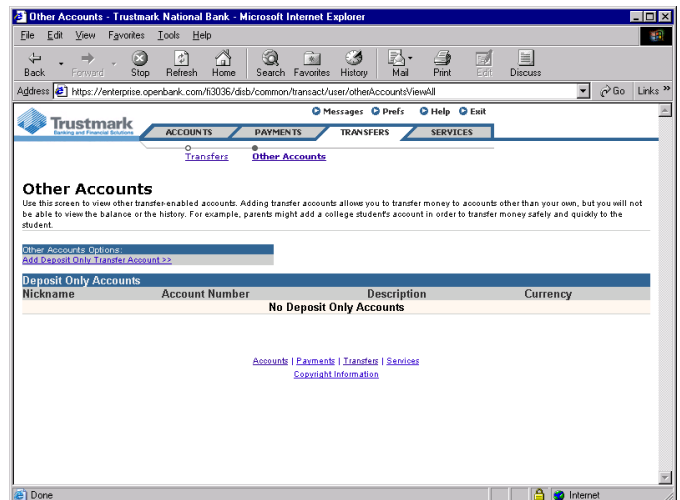 Other Accounts - Trustmark National Bank - Microsoft Internet Explorer
File Edit View Favorites Tools Help
Back Forward Stop Refresh Home Search Favorites History Mail Print Edit Discuss
Address https://enterprise.openbank.com/fi3036/disb/common/transact/user/otherAccountsViewAll Go Links »
Messages Prefs Help Exit
Trustmark
Banking and Financial Solutions
ACCOUNTS PAYMENTS TRANSFERS SERVICES
Transfers Other Accounts
Other Accounts
Use this screen to view other transfer-enabled accounts. Adding transfer accounts allows you to transfer money to accounts other than your own, but you will not
be able to view the balance or the history. For example, parents might add a college student's account in order to transfer money safely and quickly to the
student.
Other Accounts Options:
Add Deposit Only Transfer Account >>
Deposit Only Accounts
Nickname Account Number Description Currency
No Deposit Only Accounts
Accounts | Payments | Transfers | Services
Copyright Information
Done Internet